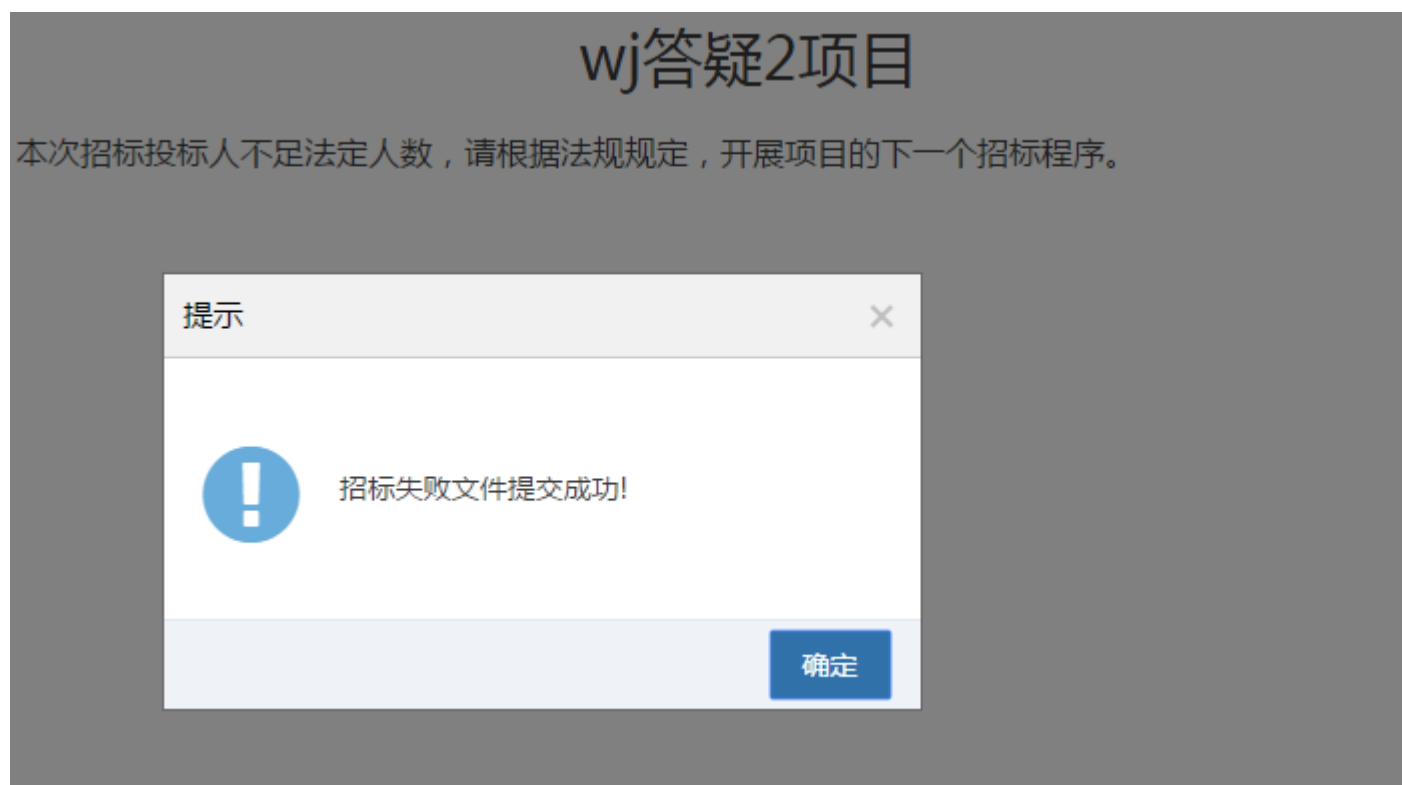 wj答疑2项目
本次招标投标人不足法定人数，请根据法规规定，开展项目的下一个招标程序。
提示
招标失败文件提交成功!
确定